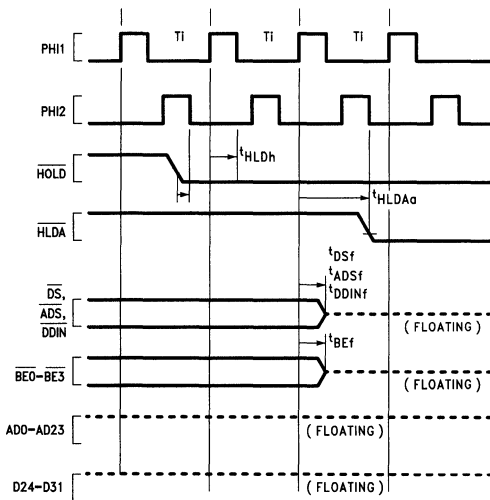 PHI1
Ti
Ti
Ti
PHI2
HOLD
tHLDh
HLDA
tHLDAa
tDSf
tADSf
tDDINf
DS,
ADS,
DDIN
(FLOATING)
tBEf
BE0-BE3
(FLOATING)
AD0-AD23
(FLOATING)
D24-D31
(FLOATING)